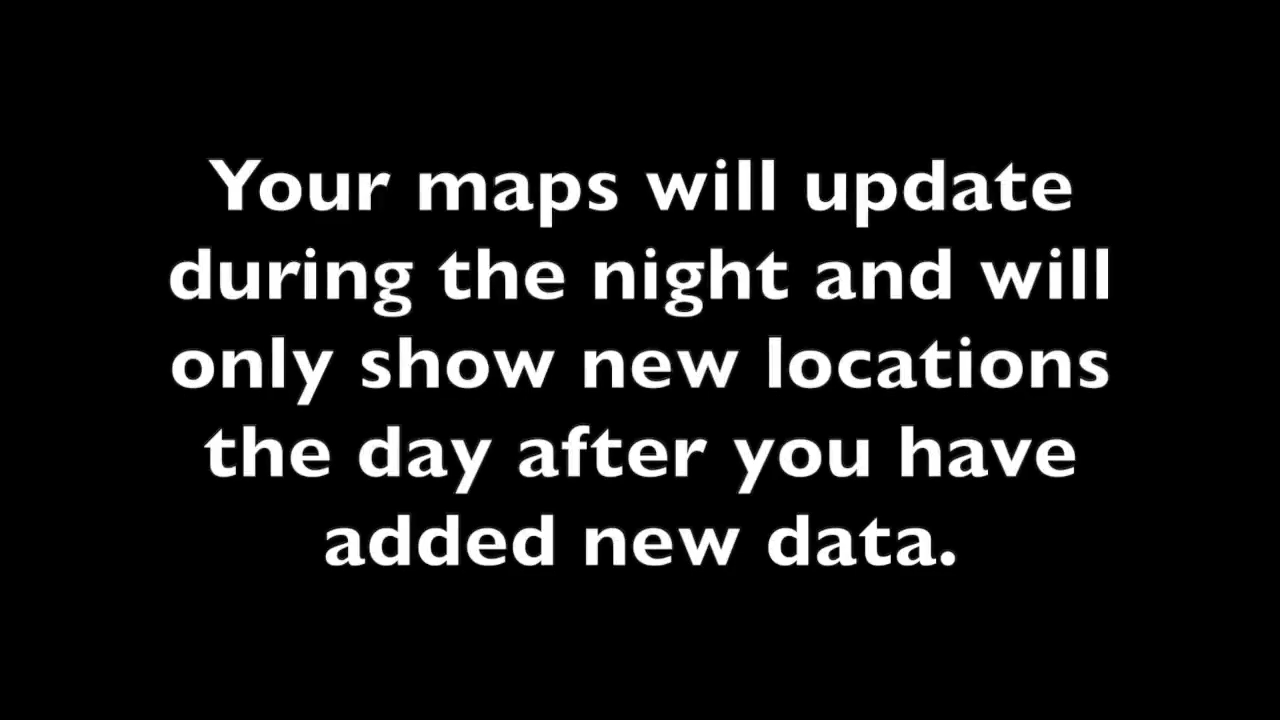 Your maps will update
during the night and will
only show new locations
the day after you have
added new data.